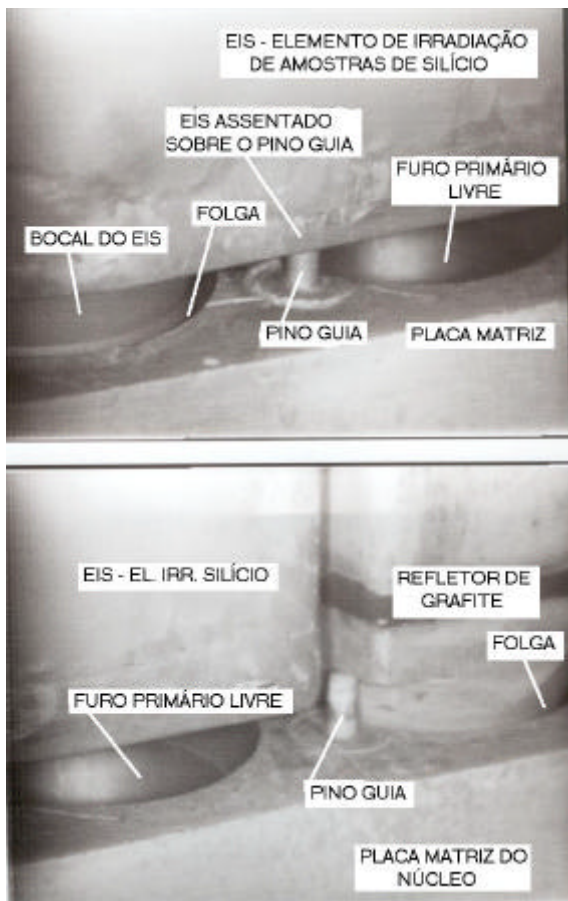 EIS - ELEMENTO DE IRRADIAÇÃO
DE AMOSTRAS DE SILÍCIO
EIS ASSENTADO
SOBRE O PINO GUIA
FURO PRIMÁRIO
LIVRE
FOLGA
BOCAL DO EIS
PINO GUIA
PLACA MATRIZ
EIS - EL. IRR. SILÍCIO
REFLETOR DE
GRAFITE
FOLGA
FURO PRIMÁRIO LIVRE
PINO GUIA
PLACA MATRIZ DO
NÚCLEO